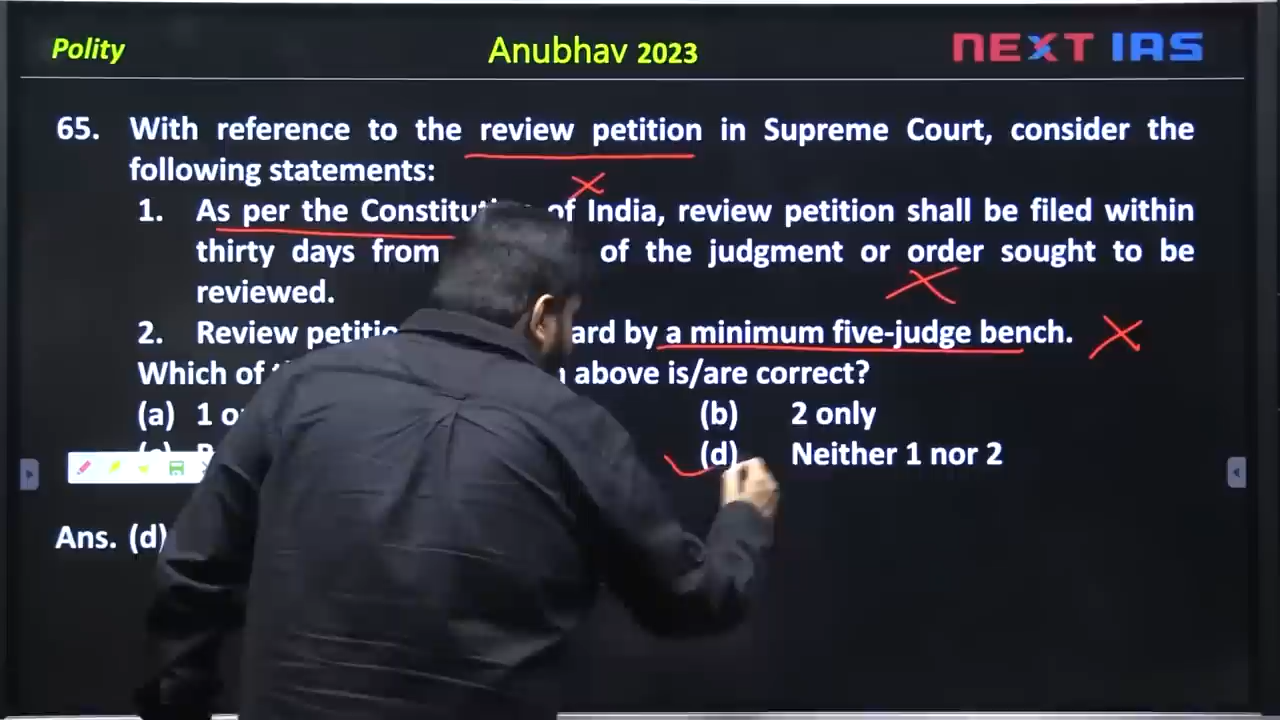 Polity
Anubhav 2023
NEXT IAS
65. With reference to the review petition in Supreme Court, consider the
following statements:
1. As per the of India, review petition shall be filed within
thirty days from of the judgment or order sought to be
reviewed.
2. Review by a minimum five-judge bench.
Which of above is/are correct?
(a) 1 (b) 2 only
(d) Neither 1 nor 2
Ans. (d)